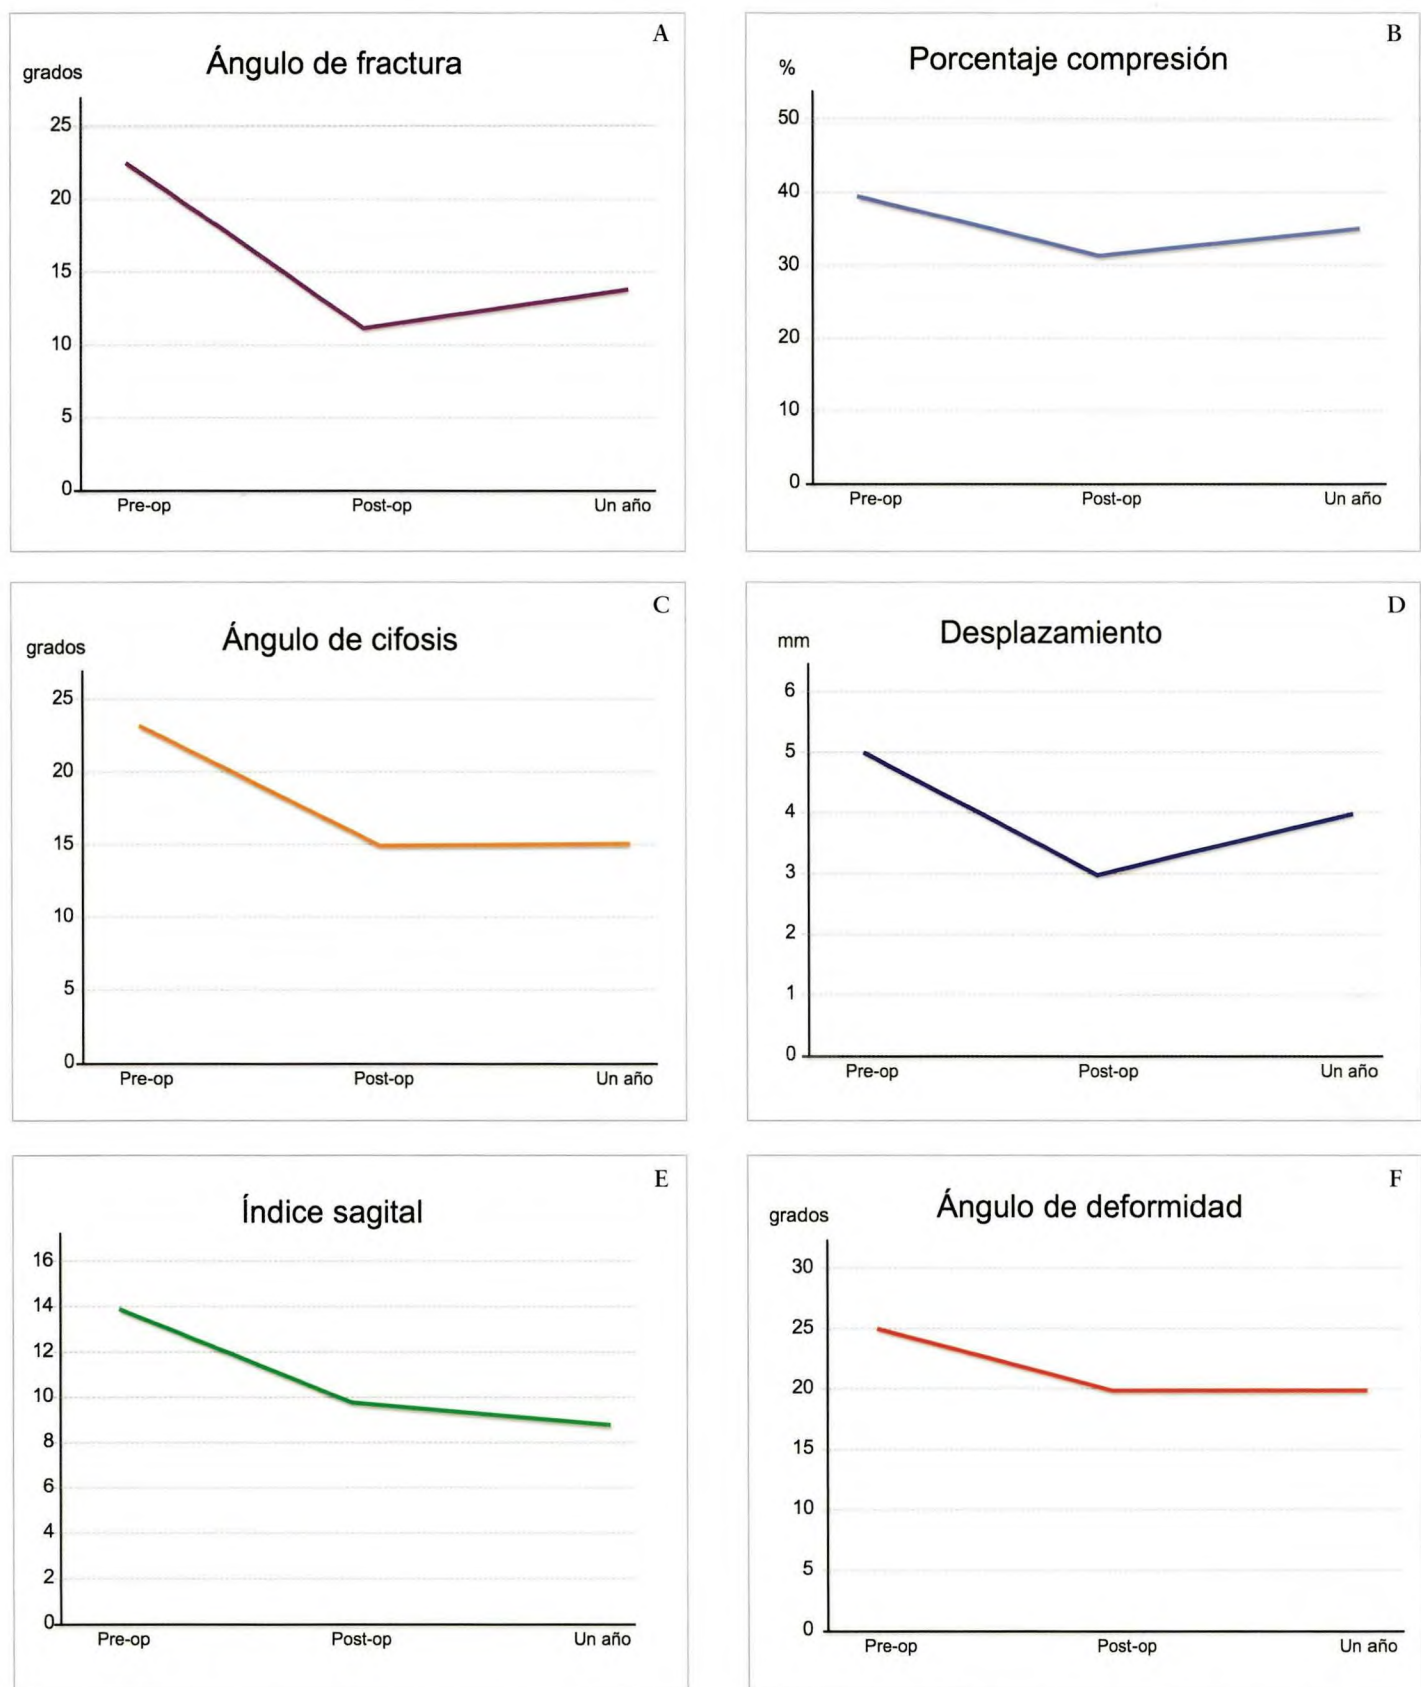 A
Ángulo de fractura
grados
25
20
15
10
5
0
Pre-op Post-op Un año
B
Porcentaje compresión
%
50
40
30
20
10
0
Pre-op Post-op Un año
C
Ángulo de cifosis
grados
25
20
15
10
5
0
Pre-op Post-op Un año
D
Desplazamiento
mm
6
5
4
3
2
1
0
Pre-op Post-op Un año
E
Índice sagital
16
14
12
10
8
6
4
2
0
Pre-op Post-op Un año
F
Ángulo de deformidad
grados
30
25
20
15
10
5
0
Pre-op Post-op Un año